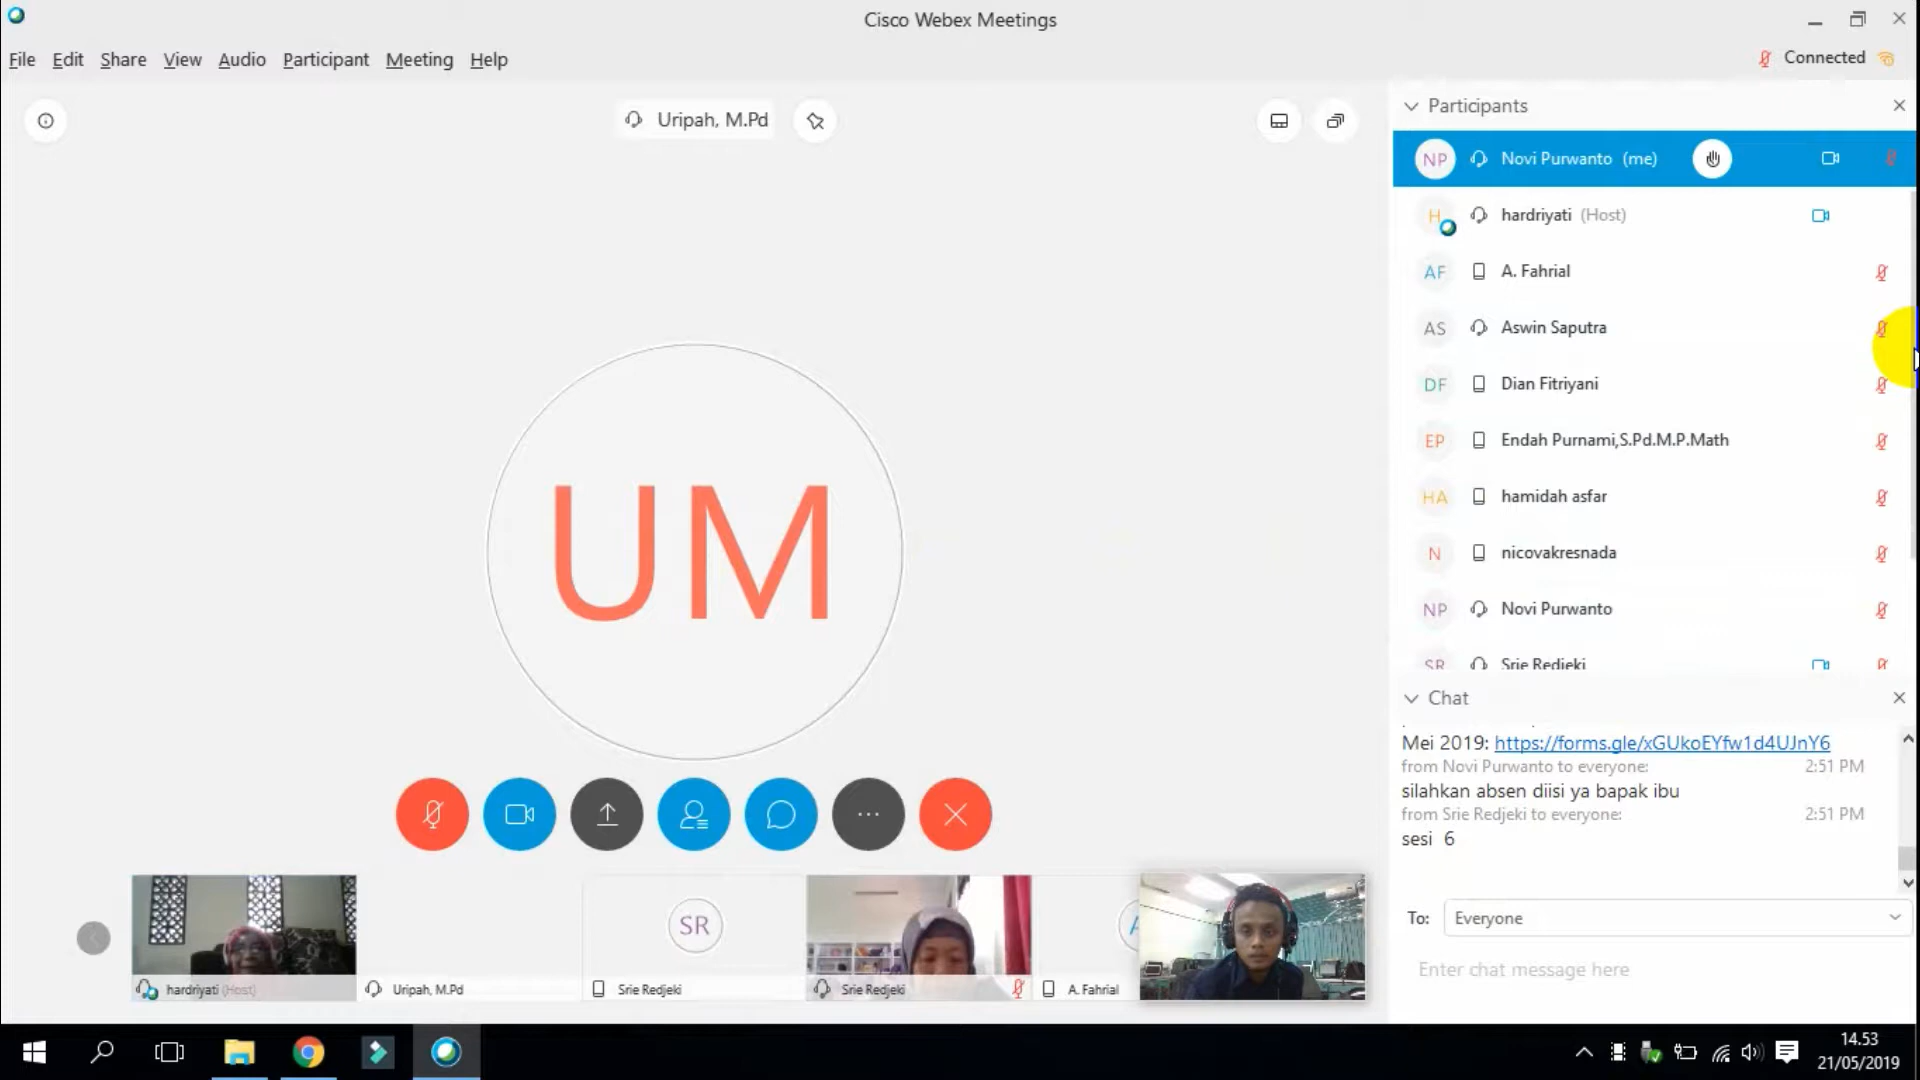 Cisco Webex Meetings
File Edit Share View Audio Participant Meeting Help
Connected
Uripah, M.Pd
Participants
NP Novi Purwanto (me)
H hardriyati (Host)
AF A. Fahrial
AS Aswin Saputra
DF Dian Fitriyani
EP Endah Purnami,S.Pd.M.P.Math
HA hamidah asfar
N nicovakresnada
NP Novi Purwanto
SR Srie Redjeki
UM
Chat
Mei 2019: https://forms.gle/xGUkoEYfw1d4UJnY6
from Novi Purwanto to everyone: 2:51 PM
silahkan absen diisi ya bapak ibu
from Srie Redjeki to everyone: 2:51 PM
sesi 6
To: Everyone
Enter chat message here
SR
A
hardriyati (Host)
Uripah, M.Pd
Srie Redjeki
Srie Redjeki
A. Fahrial
14.53
21/05/2019